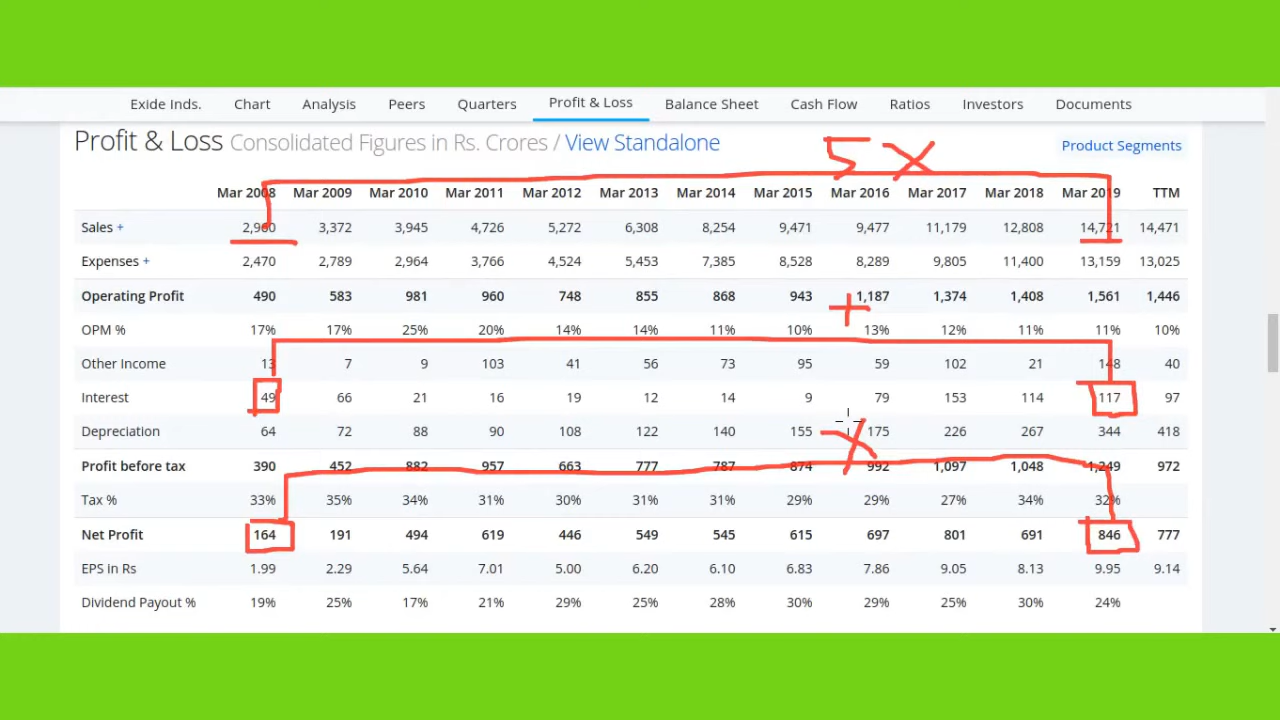 Exide Inds. Chart Analysis Peers Quarters Profit & Loss Balance Sheet Cash Flow Ratios Investors Documents
Profit & Loss Consolidated Figures in Rs. Crores / View Standalone
Product Segments
5 X
Mar 2008 Mar 2009 Mar 2010 Mar 2011 Mar 2012 Mar 2013 Mar 2014 Mar 2015 Mar 2016 Mar 2017 Mar 2018 Mar 2019 TTM
Sales + 2,960 3,372 3,945 4,726 5,272 6,308 8,254 9,471 9,477 11,179 12,808 14,721 14,471
Expenses + 2,470 2,789 2,964 3,766 4,524 5,453 7,385 8,528 8,289 9,805 11,400 13,159 13,025
Operating Profit 490 583 981 960 748 855 868 943 1,187 1,374 1,408 1,561 1,446
OPM % 17% 17% 25% 20% 14% 14% 11% 10% 13% 12% 11% 11% 10%
Other Income 13 7 9 103 41 56 73 95 59 102 21 148 40
Interest 49 66 21 16 19 12 14 9 79 153 114 117 97
Depreciation 64 72 88 90 108 122 140 155 175 226 267 344 418
Profit before tax 390 452 882 957 663 777 787 874 992 1,097 1,048 1,249 972
Tax % 33% 35% 34% 31% 30% 31% 31% 29% 29% 27% 34% 32%
Net Profit 164 191 494 619 446 549 545 615 697 801 691 846 777
EPS in Rs 1.99 2.29 5.64 7.01 5.00 6.20 6.10 6.83 7.86 9.05 8.13 9.95 9.14
Dividend Payout % 19% 25% 17% 21% 29% 25% 28% 30% 29% 25% 30% 24%